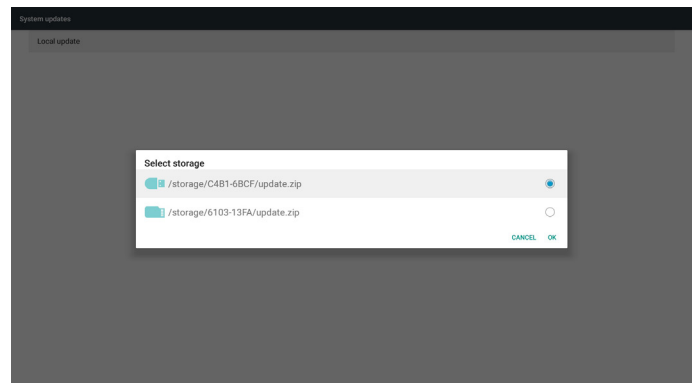 System updates
Local update
Select storage
/storage/C4B1-6BCF/update.zip
/storage/6103-13FA/update.zip
CANCEL OK